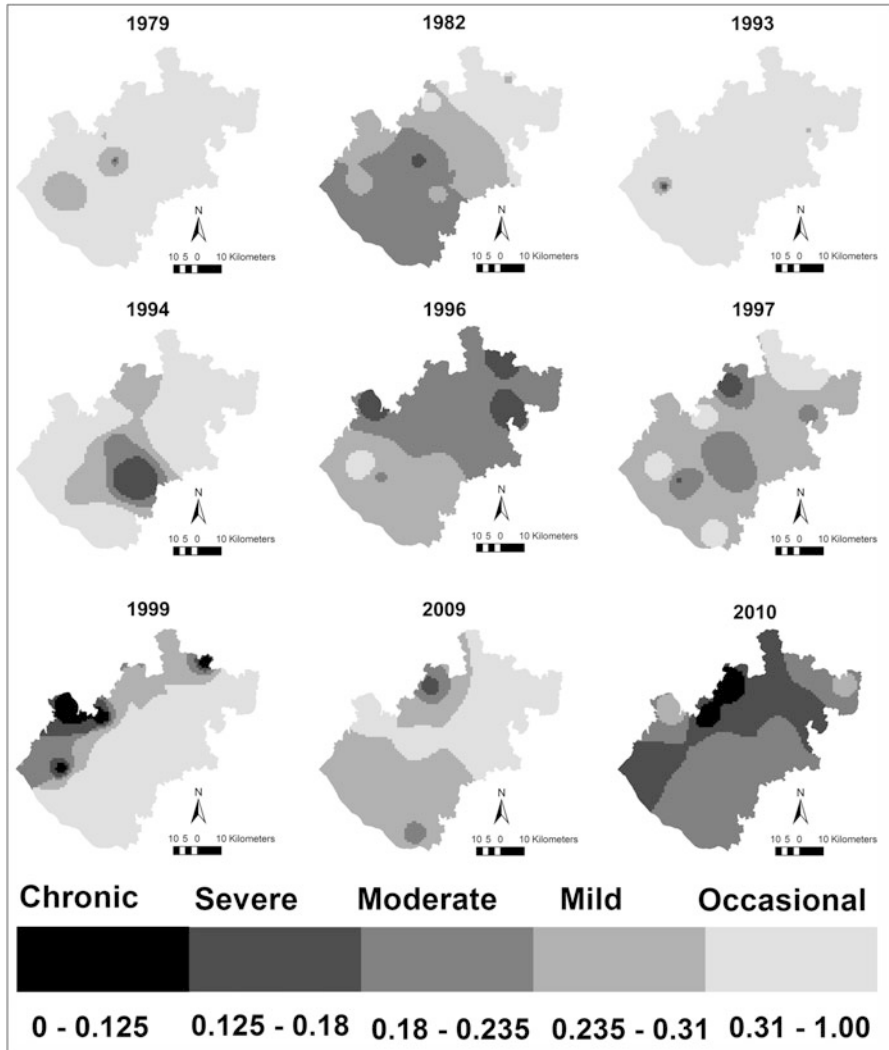 1979 1982 1993
N N N
10 5 0 10 Kilometers 10 5 0 10 Kilometers 10 5 0 10 Kilometers
1994 1996 1997
N N N
10 5 0 10 Kilometers 10 5 0 10 Kilometers 10 5 0 10 Kilometers
1999 2009 2010
N N N
10 5 0 10 Kilometers 10 5 0 10 Kilometers 10 5 0 10 Kilometers
Chronic Severe Moderate Mild Occasional
0 - 0.125 0.125 - 0.18 0.18 - 0.235 0.235 - 0.31 0.31 - 1.00